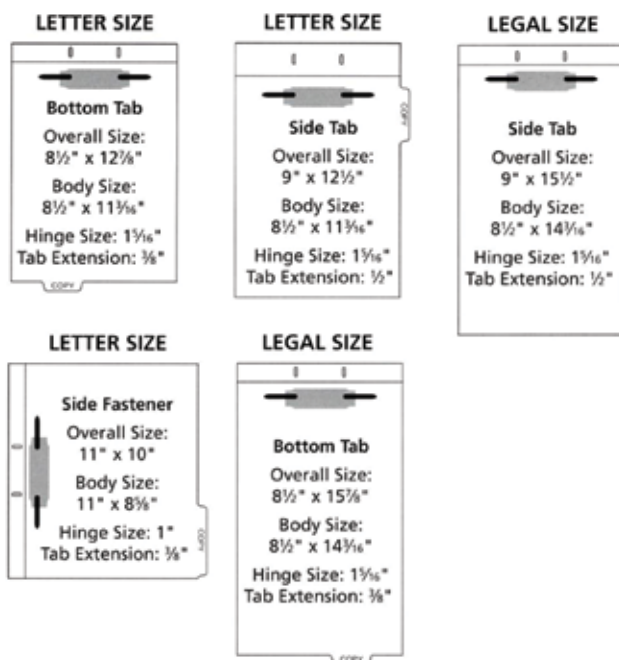 LETTER SIZE
Bottom Tab
Overall Size:
8½" x 12⅞"
Body Size:
8½" x 11³⁄₁₆"
Hinge Size: 1⁵⁄₁₆"
Tab Extension: ⅜"
COPY
LETTER SIZE
COPY
Side Tab
Overall Size:
9" x 12½"
Body Size:
8½" x 11³⁄₁₆"
Hinge Size: 1⁵⁄₁₆"
Tab Extension: ½"
LEGAL SIZE
Side Tab
Overall Size:
9" x 15½"
Body Size:
8½" x 14³⁄₁₆"
Hinge Size: 1⁵⁄₁₆"
Tab Extension: ½"
LETTER SIZE
Side Fastener
Overall Size:
11" x 10"
Body Size:
11" x 8⅝"
Hinge Size: 1"
Tab Extension: ⅜"
COPY
LEGAL SIZE
Bottom Tab
Overall Size:
8½" x 15⅞"
Body Size:
8½" x 14³⁄₁₆"
Hinge Size: 1⁵⁄₁₆"
Tab Extension: ⅜"
COPY